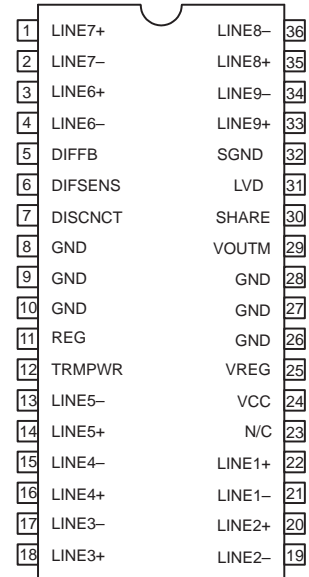 1 LINE7+ LINE8– 36
2 LINE7– LINE8+ 35
3 LINE6+ LINE9– 34
4 LINE6– LINE9+ 33
5 DIFFB SGND 32
6 DIFSENS LVD 31
7 DISCNCT SHARE 30
8 GND VOUTM 29
9 GND GND 28
10 GND GND 27
11 REG GND 26
12 TRMPWR VREG 25
13 LINE5– VCC 24
14 LINE5+ N/C 23
15 LINE4– LINE1+ 22
16 LINE4+ LINE1– 21
17 LINE3– LINE2+ 20
18 LINE3+ LINE2– 19